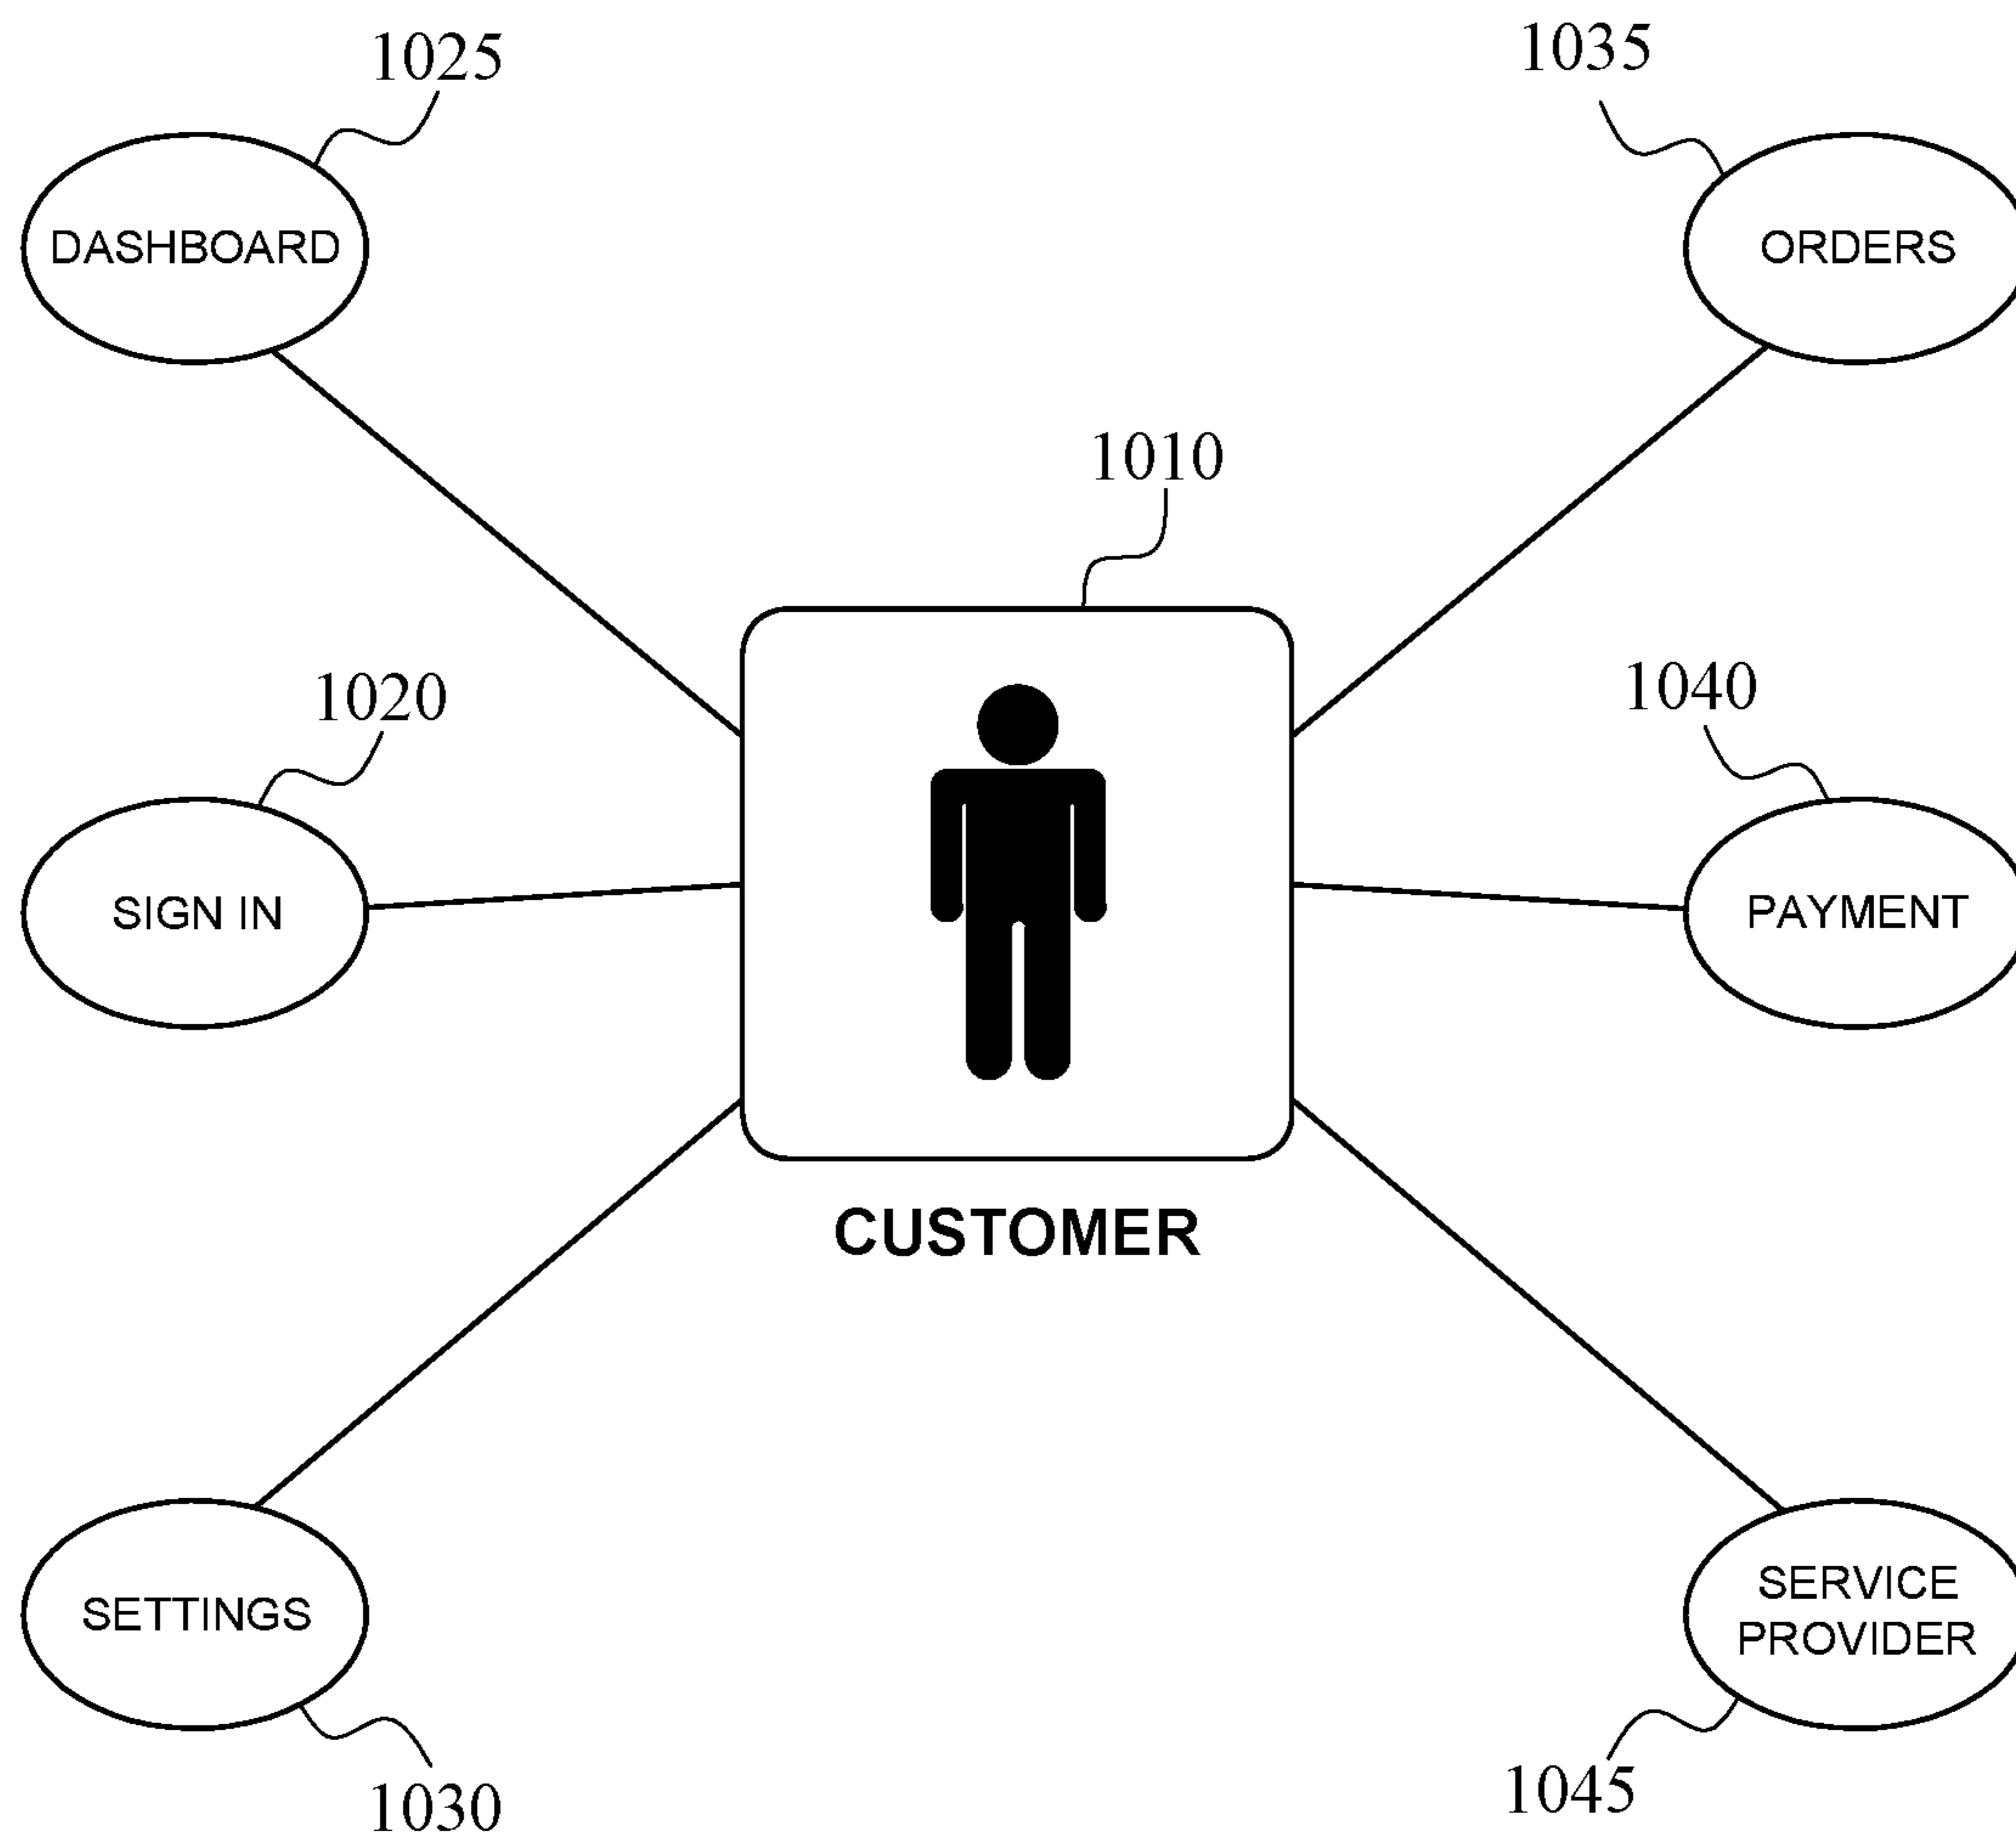 1025
1035
DASHBOARD
ORDERS
1010
1020
1040
SIGN IN
PAYMENT
CUSTOMER
SETTINGS
SERVICE
PROVIDER
1030
1045